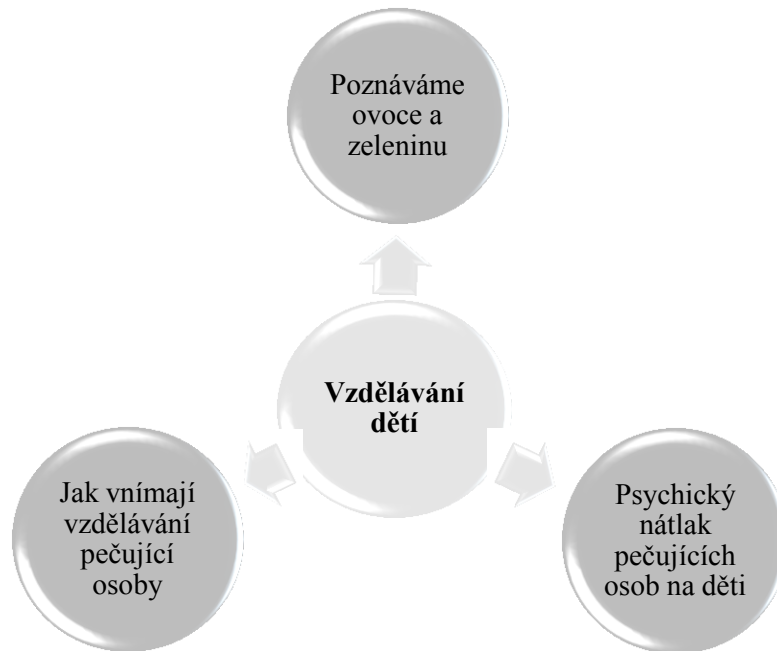 Poznáváme
ovoce a
zeleninu
Vzdělávání
dětí
Jak vnímají
vzdělávání
pečující
osoby
Psychický
nátlak
pečujících
osob na děti